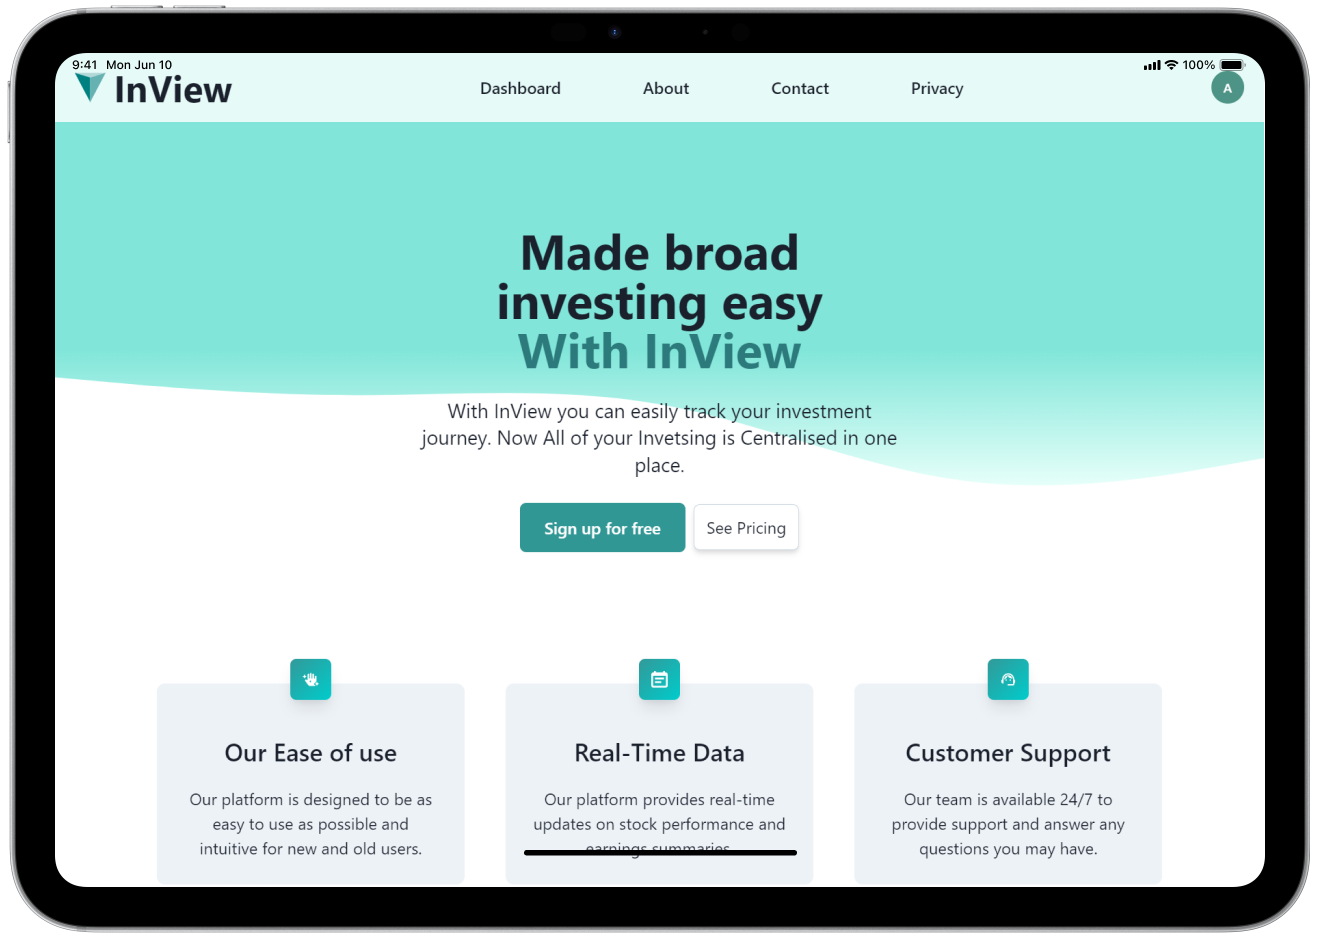 9:41 Mon Jun 10
100%
InView
Dashboard
About
Contact
Privacy
A
Made broad
investing easy
With InView
With InView you can easily track your investment
journey. Now All of your Invetsing is Centralised in one
place.
Sign up for free
See Pricing
Our Ease of use
Our platform is designed to be as
easy to use as possible and
intuitive for new and old users.
Real-Time Data
Our platform provides real-time
updates on stock performance and
earnings summaries.
Customer Support
Our team is available 24/7 to
provide support and answer any
questions you may have.